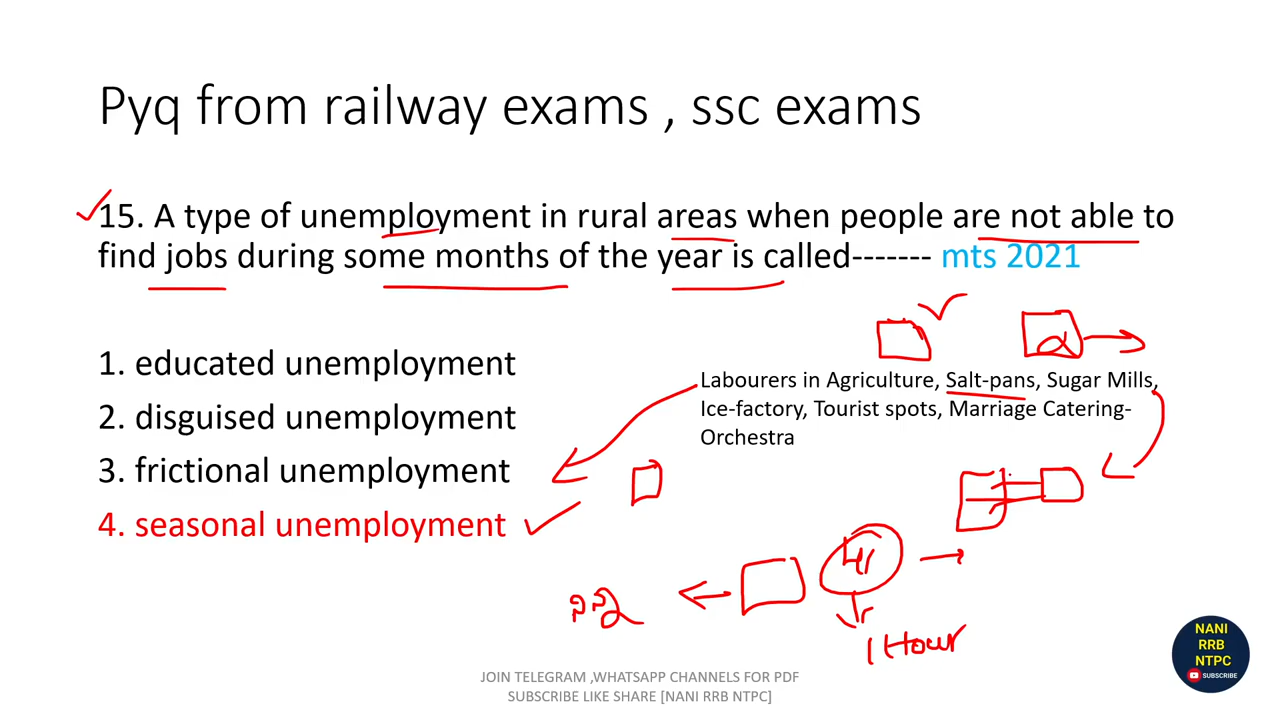 Pyq from railway exams , ssc exams
15. A type of unemployment in rural areas when people are not able to
find jobs during some months of the year is called------- mts 2021
1. educated unemployment
2. disguised unemployment
3. frictional unemployment
4. seasonal unemployment
Labourers in Agriculture, Salt-pans, Sugar Mills,
Ice-factory, Tourist spots, Marriage Catering-
Orchestra
1 Hour
JOIN TELEGRAM ,WHATSAPP CHANNELS FOR PDF
SUBSCRIBE LIKE SHARE [NANI RRB NTPC]
NANI
RRB
NTPC
SUBSCRIBE